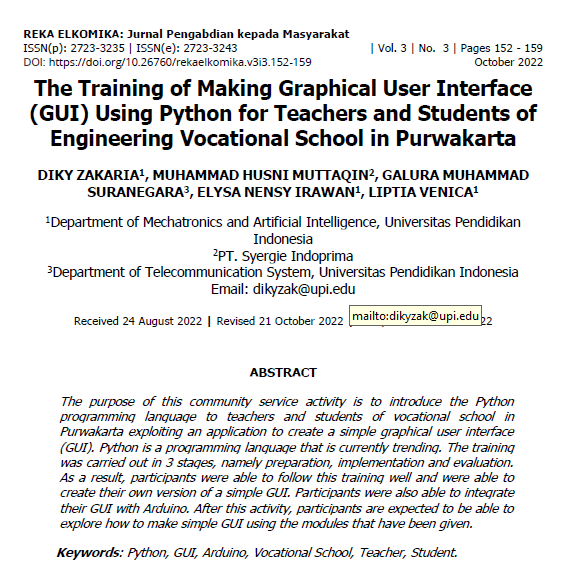 REKA ELKOMIKA: Jurnal Pengabdian kepada Masyarakat
ISSN(p): 2723-3235 | ISSN(e): 2723-3243 | Vol. 3 | No. 3 | Pages 152 - 159
DOI: https://doi.org/10.26760/rekaelkomika.v3i3.152-159 October 2022
The Training of Making Graphical User Interface
(GUI) Using Python for Teachers and Students of
Engineering Vocational School in Purwakarta
DIKY ZAKARIA¹, MUHAMMAD HUSNI MUTTAQIN², GALURA MUHAMMAD
SURANEGARA³, ELYSA NENSY IRAWAN¹, LIPTIA VENICA¹
¹Department of Mechatronics and Artificial Intelligence, Universitas Pendidikan
Indonesia
²PT. Syergie Indoprima
³Department of Telecommunication System, Universitas Pendidikan Indonesia
Email: dikyzak@upi.edu
mailto:dikyzak@upi.edu
Received 24 August 2022 | Revised 21 October 2022 22
ABSTRACT
The purpose of this community service activity is to introduce the Python
programming language to teachers and students of vocational school in
Purwakarta exploiting an application to create a simple graphical user interface
(GUI). Python is a programming language that is currently trending. The training
was carried out in 3 stages, namely preparation, implementation and evaluation.
As a result, participants were able to follow this training well and were able to
create their own version of a simple GUI. Participants were also able to integrate
their GUI with Arduino. After this activity, participants are expected to be able to
explore how to make simple GUI using the modules that have been given.
Keywords: Python, GUI, Arduino, Vocational School, Teacher, Student.